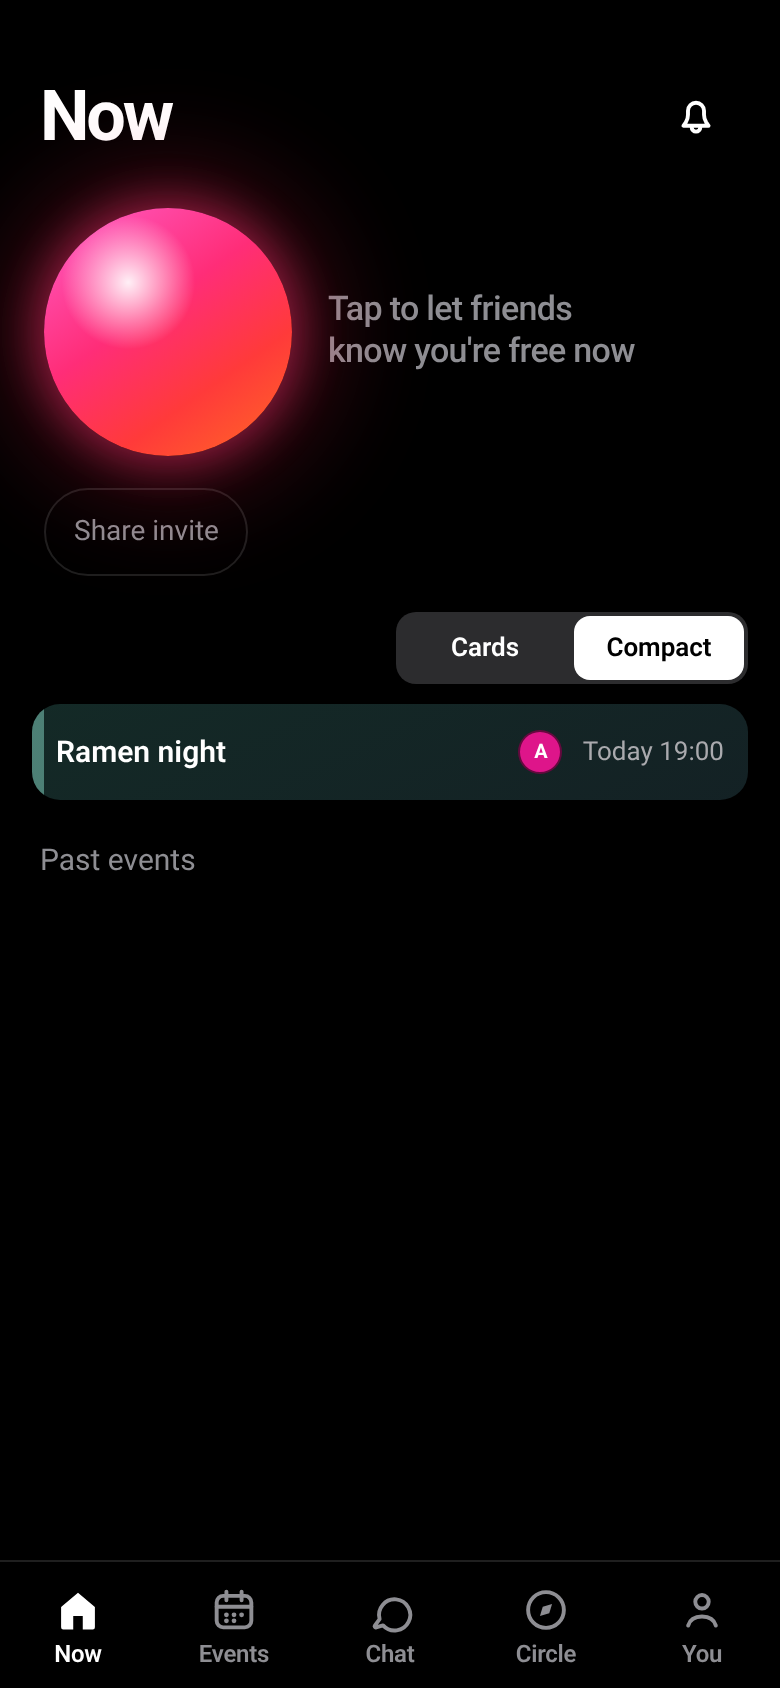 Now
Tap to let friends
know you're free now
Share invite
Cards
Compact
Ramen night
A
Today 19:00
Past events
Now
Events
Chat
Circle
You